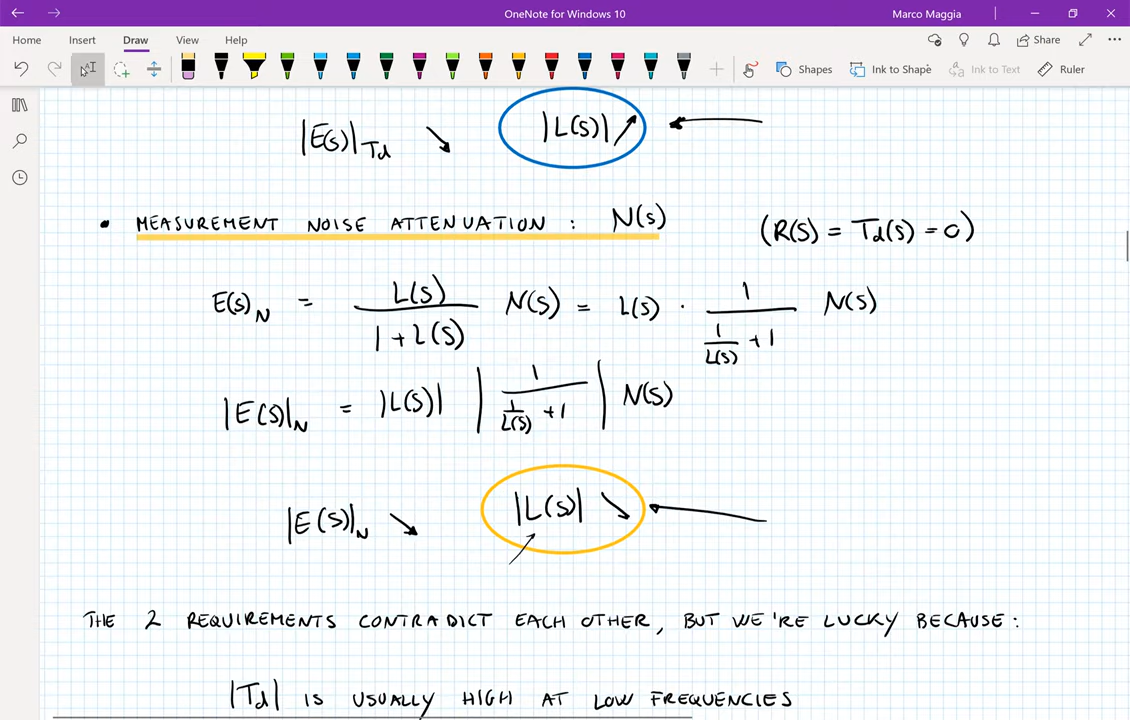 OneNote for Windows 10
Marco Maggia
Home Insert Draw View Help
Share
Shapes Ink to Shape Ink to Text Ruler
|E(s)|Td ↘ |L(s)| ↗ ←
• MEASUREMENT NOISE ATTENUATION : N(s) (R(s) = Td(s) = 0)
E(s)N = L(s) / (1 + L(s)) N(s) = L(s) · 1 / (1/L(s) + 1) N(s)
|E(s)|N = |L(s)| | 1 / (1/L(s) + 1) | N(s)
|E(s)|N ↘ |L(s)| ↘ ←
THE 2 REQUIREMENTS CONTRADICT EACH OTHER, BUT WE'RE LUCKY BECAUSE :
|Td| IS USUALLY HIGH AT LOW FREQUENCIES